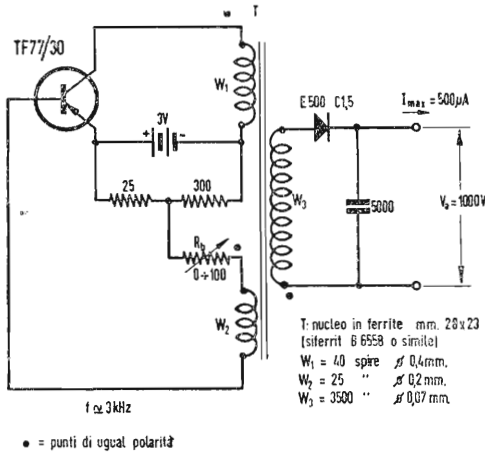 T
TF77/30
W₁
E500 C1,5
I max = 500µA
3V
+ -
25
300
W₃
5000
Va = 1000V
Rb
0÷100
W₂
T: nucleo in ferrite mm. 28x23
(siferrit B 6558 o simile)
W₁ = 40 spire ø 0,4mm.
W₂ = 25 " ø 0,2 mm.
W₃ = 3500 " ø 0,07 mm.
f ≃ 3kHz
• = punti di ugual polarità